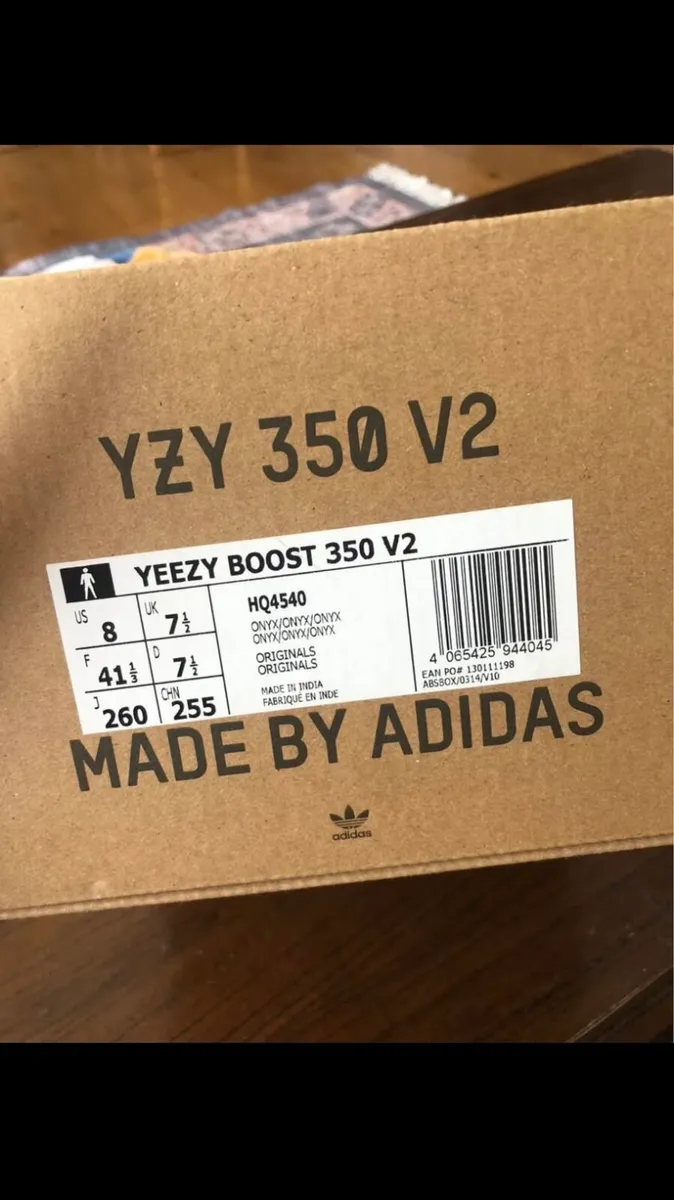 YZY 350 V2
YEEZY BOOST 350 V2
US 8
UK 7½
F 41⅓
D 7½
J 260
CHN 255
HQ4540
ONYX/ONYX/ONYX
ONYX/ONYX/ONYX
ORIGINALS
ORIGINALS
MADE IN INDIA
FABRIQUÉ EN INDE
4 065425 944045
EAN PO# 130111198
ABSBOX/0314/V10
MADE BY ADIDAS
adidas